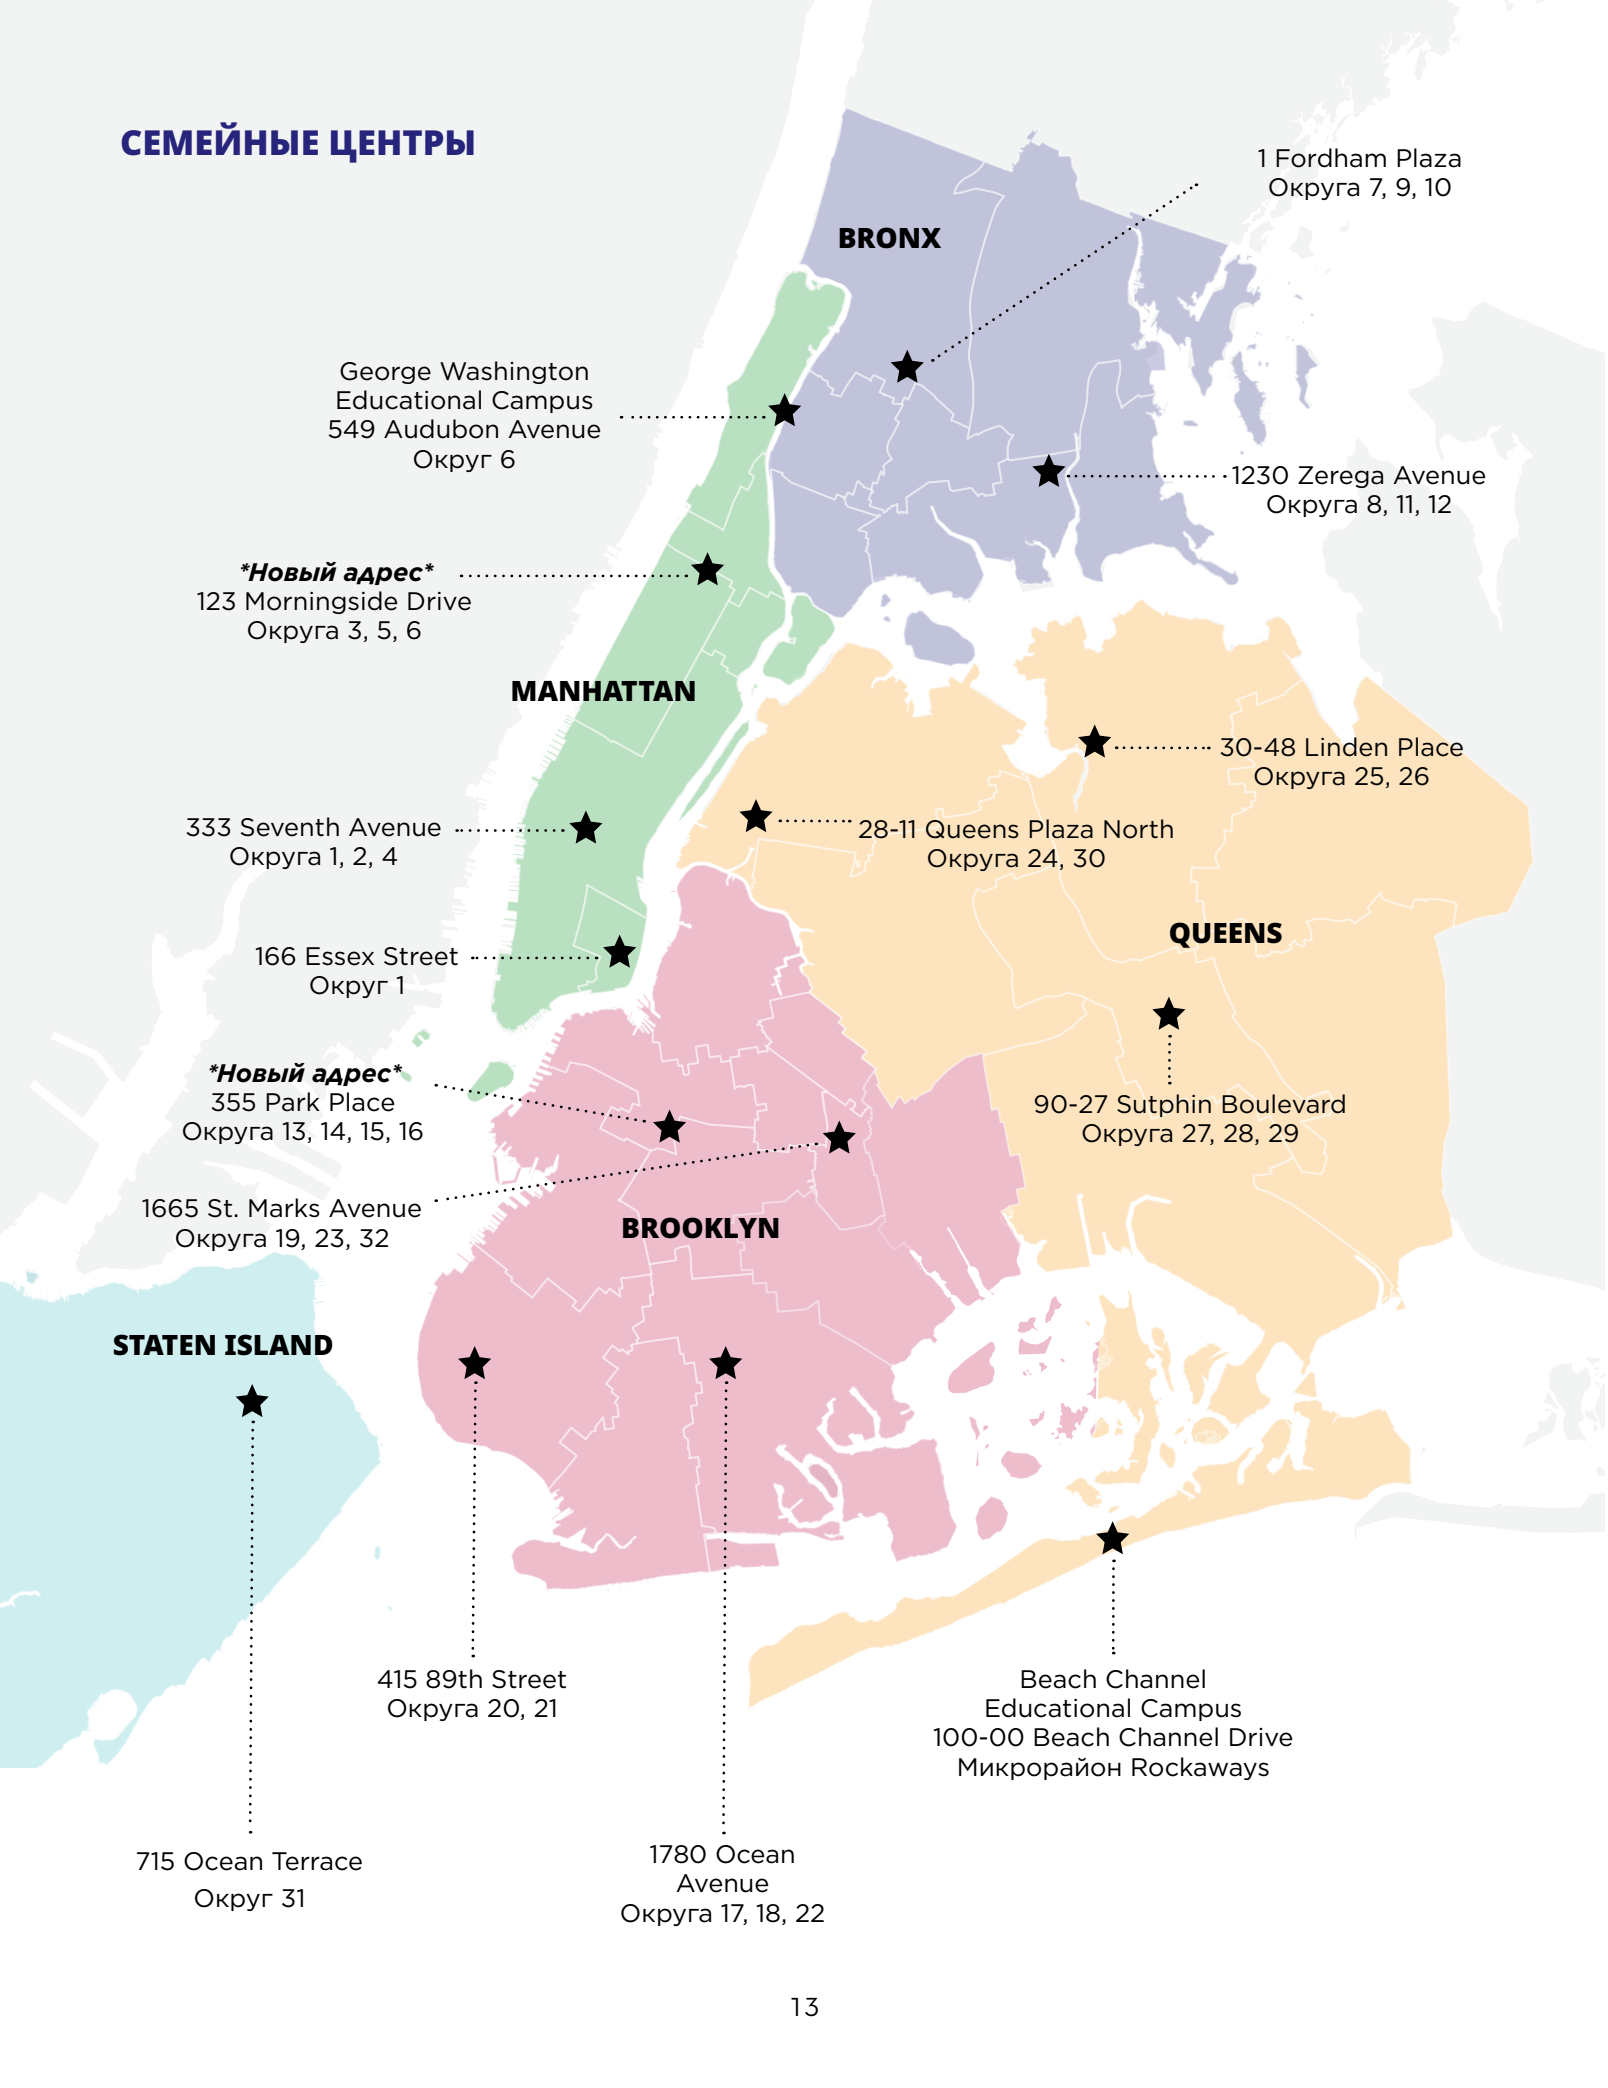 СЕМЕЙНЫЕ ЦЕНТРЫ
1 Fordham Plaza
Округа 7, 9, 10
BRONX
George Washington
Educational Campus
549 Audubon Avenue
Округ 6
1230 Zerega Avenue
Округа 8, 11, 12
*Новый адрес*
123 Morningside Drive
Округа 3, 5, 6
MANHATTAN
30-48 Linden Place
Округа 25, 26
333 Seventh Avenue
Округа 1, 2, 4
28-11 Queens Plaza North
Округа 24, 30
QUEENS
166 Essex Street
Округ 1
*Новый адрес*
355 Park Place
Округа 13, 14, 15, 16
90-27 Sutphin Boulevard
Округа 27, 28, 29
1665 St. Marks Avenue
Округа 19, 23, 32
BROOKLYN
STATEN ISLAND
415 89th Street
Округа 20, 21
Beach Channel
Educational Campus
100-00 Beach Channel Drive
Микрорайон Rockaways
715 Ocean Terrace
Округ 31
1780 Ocean
Avenue
Округа 17, 18, 22
13